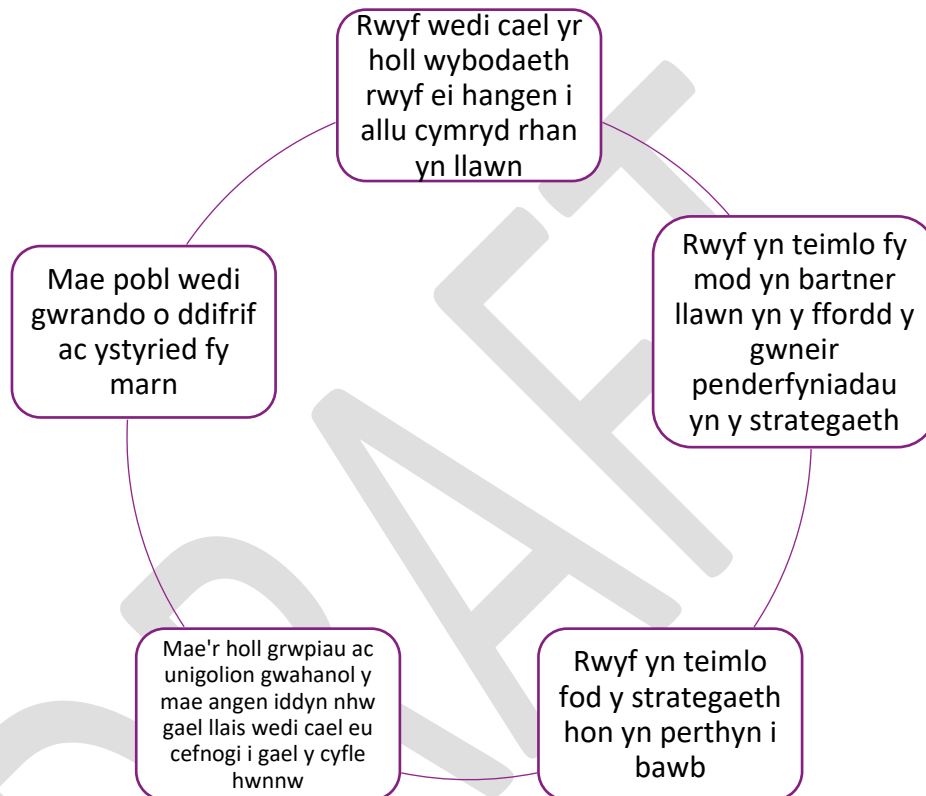 Rwyf wedi cael yr
holl wybodaeth
rwyf ei hangen i
allu cymryd rhan
yn llawn
Rwyf yn teimlo fy
mod yn bartner
llawn yn y ffordd y
gwneir
penderfyniadau
yn y strategaeth
Rwyf yn teimlo
fod y strategaeth
hon yn perthyn i
bawb
Mae'r holl grwpiau ac
unigolion gwahanol y
mae angen iddyn nhw
gael llais wedi cael eu
cefnogi i gael y cyfle
hwnnw
Mae pobl wedi
gwrando o ddifrif
ac ystyried fy
marn
DRAFT